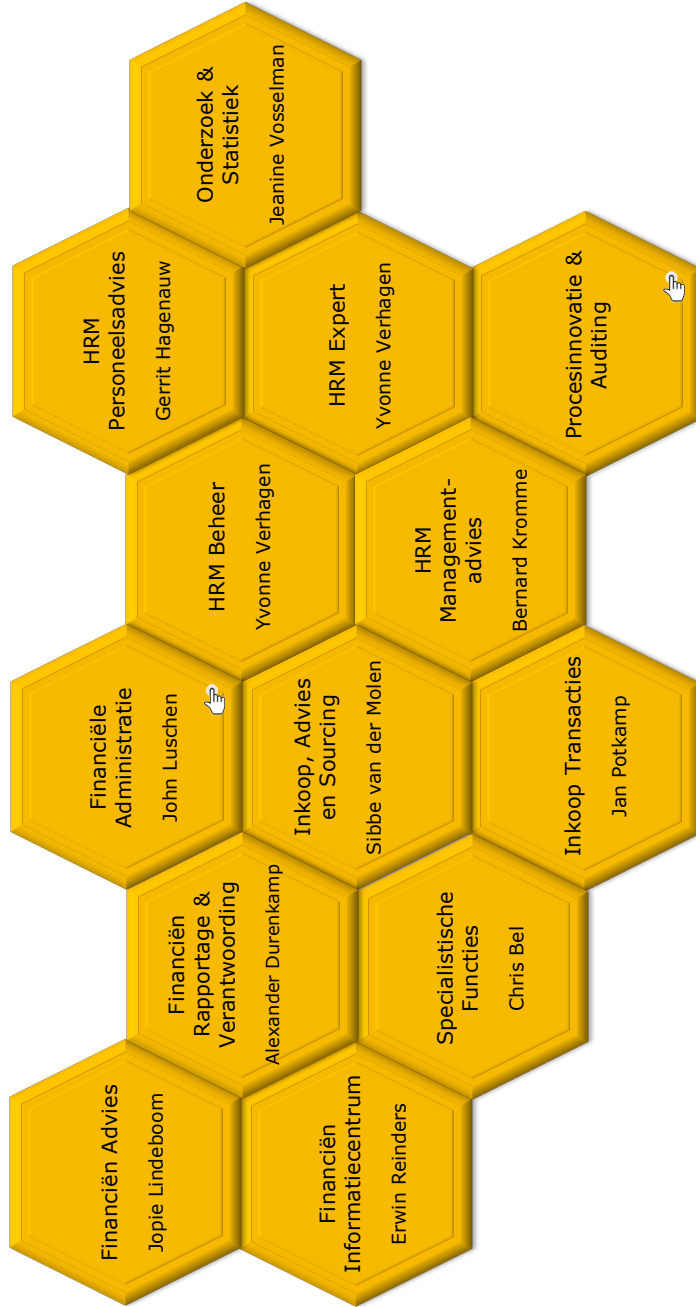 Financiën Advies
Jopie Lindeboom
Financiën
Rapportage &
Verantwoording
Alexander Durenkamp
Financiële
Administratie
John Luschen
HRM Beheer
Yvonne Verhagen
HRM
Personeelsadvies
Gerrit Hagenauw
Onderzoek &
Statistiek
Jeanine Vosselman
Financiën
Informatiecentrum
Erwin Reinders
Specialistische
Functies
Chris Bel
Inkoop, Advies
en Sourcing
Sibbe van der Molen
HRM
Management-
advies
Bernard Kromme
HRM Expert
Yvonne Verhagen
Inkoop Transacties
Jan Potkamp
Procesinnovatie &
Auditing